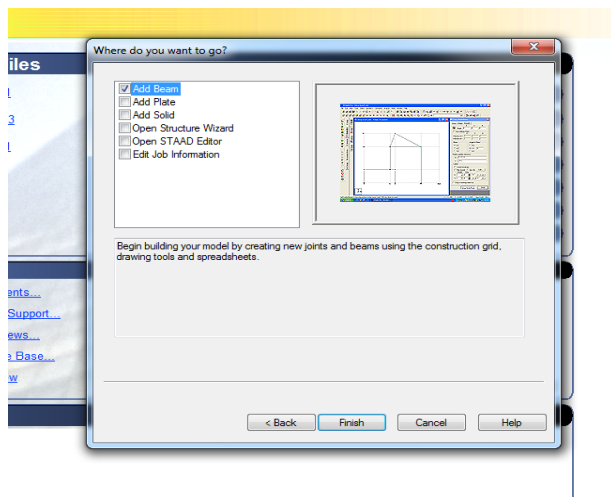 Where do you want to go?
iles
3
Add Beam
Add Plate
Add Solid
Open Structure Wizard
Open STAAD Editor
Edit Job Information
Begin building your model by creating new joints and beams using the construction grid,
drawing tools and spreadsheets.
ents...
Support...
ews...
e Base...
w
< Back
Finish
Cancel
Help